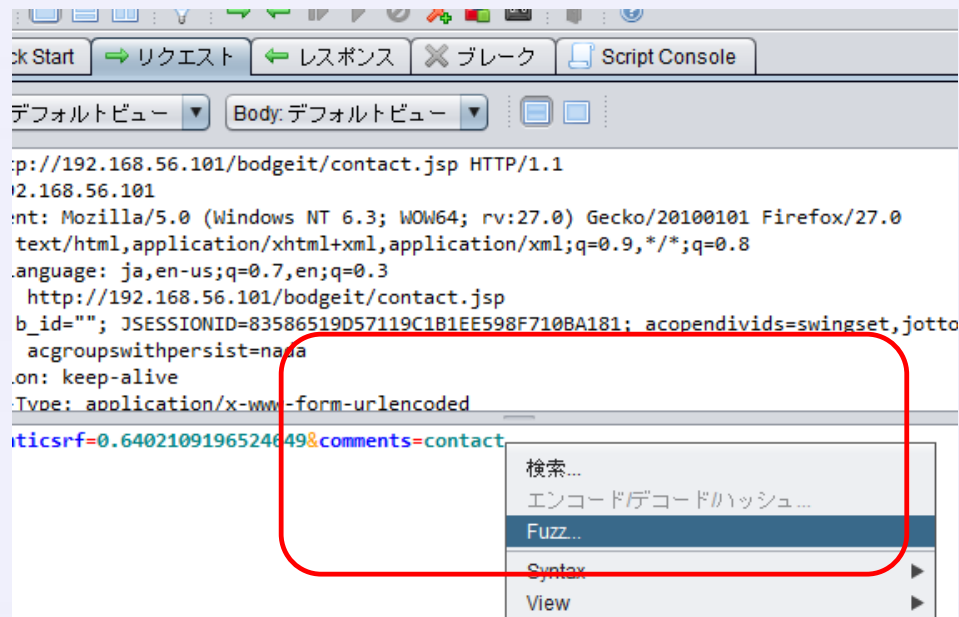 ck Start リクエスト レスポンス ブレーク Script Console
デフォルトビュー Body: デフォルトビュー
tp://192.168.56.101/bodgeit/contact.jsp HTTP/1.1
92.168.56.101
ent: Mozilla/5.0 (Windows NT 6.3; WOW64; rv:27.0) Gecko/20100101 Firefox/27.0
text/html,application/xhtml+xml,application/xml;q=0.9,*/*;q=0.8
language: ja,en-us;q=0.7,en;q=0.3
http://192.168.56.101/bodgeit/contact.jsp
b_id=""; JSESSIONID=83586519D57119C1B1EE598F710BA181; acopendivids=swingset,jotto
acgroupswithpersist=nada
on: keep-alive
-Type: application/x-www-form-urlencoded
nticsrf=0.6402109196524649&comments=contact
検索...
エンコード/デコード/ハッシュ...
Fuzz...
Syntax
View